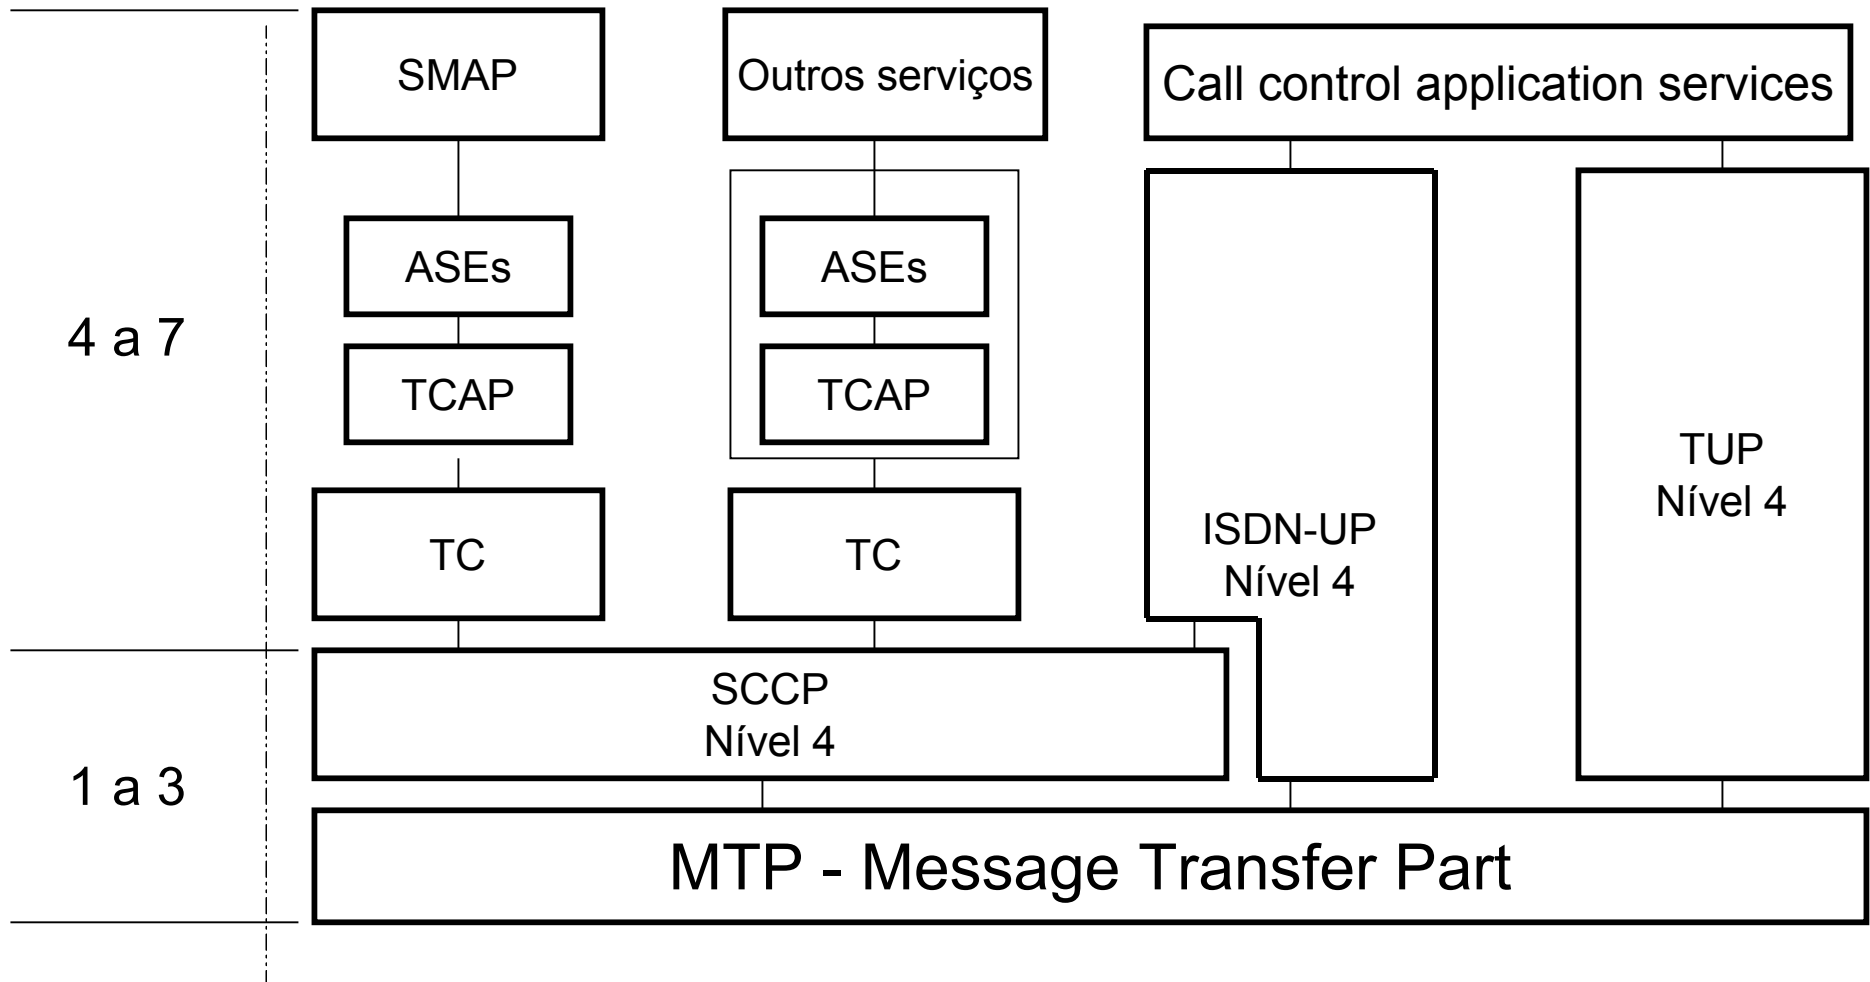 SMAP
Outros serviços
Call control application services
ASEs
ASEs
4 a 7
TCAP
TCAP
TUP
Nível 4
ISDN-UP
Nível 4
TC
TC
SCCP
Nível 4
1 a 3
MTP - Message Transfer Part